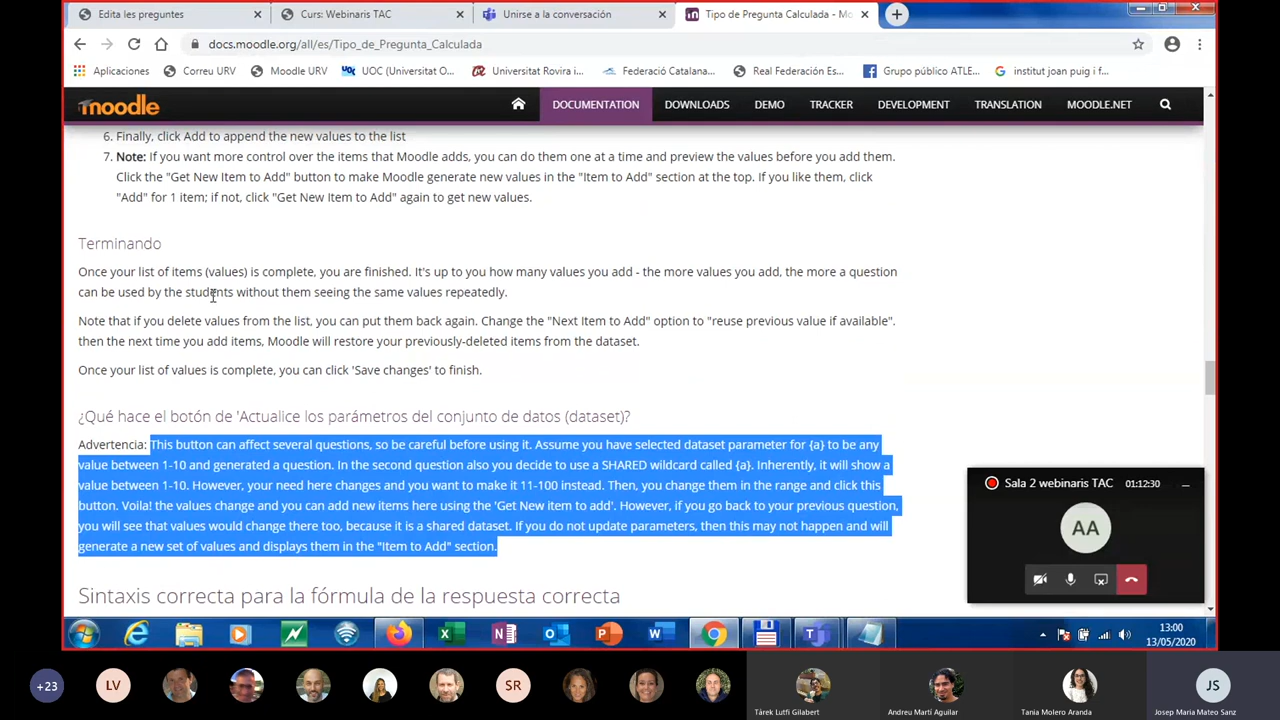 Edita les preguntes
Curs: Webinaris TAC
Unirse a la conversación
Tipo de Pregunta Calculada - Mo
docs.moodle.org/all/es/Tipo_de_Pregunta_Calculada
Aplicaciones
Correu URV
Moodle URV
UOC (Universitat O...
Universitat Rovira i...
Federació Catalana...
Real Federación Es...
Grupo público ATLE...
institut joan puig i f...
moodle
DOCUMENTATION
DOWNLOADS
DEMO
TRACKER
DEVELOPMENT
TRANSLATION
MOODLE.NET
6. Finally, click Add to append the new values to the list
7. Note: If you want more control over the items that Moodle adds, you can do them one at a time and preview the values before you add them.
Click the "Get New Item to Add" button to make Moodle generate new values in the "Item to Add" section at the top. If you like them, click
"Add" for 1 item; if not, click "Get New Item to Add" again to get new values.
Terminando
Once your list of items (values) is complete, you are finished. It's up to you how many values you add - the more values you add, the more a question
can be used by the students without them seeing the same values repeatedly.
Note that if you delete values from the list, you can put them back again. Change the "Next Item to Add" option to "reuse previous value if available".
then the next time you add items, Moodle will restore your previously-deleted items from the dataset.
Once your list of values is complete, you can click 'Save changes' to finish.
¿Qué hace el botón de 'Actualice los parámetros del conjunto de datos (dataset)?
Advertencia: This button can affect several questions, so be careful before using it. Assume you have selected dataset parameter for {a} to be any
value between 1-10 and generated a question. In the second question also you decide to use a SHARED wildcard called {a}. Inherently, it will show a
value between 1-10. However, your need here changes and you want to make it 11-100 instead. Then, you change them in the range and click this
button. Voila! the values change and you can add new items here using the 'Get New item to add'. However, if you go back to your previous question,
you will see that values would change there too, because it is a shared dataset. If you do not update parameters, then this may not happen and will
generate a new set of values and displays them in the "Item to Add" section.
Sintaxis correcta para la fórmula de la respuesta correcta
Sala 2 webinaris TAC
01:12:30
AA
13:00
13/05/2020
+23
LV
SR
JS
Tárek Lutfi Gilabert
Andreu Martí Aguilar
Tania Molero Aranda
Josep Maria Mateo Sanz